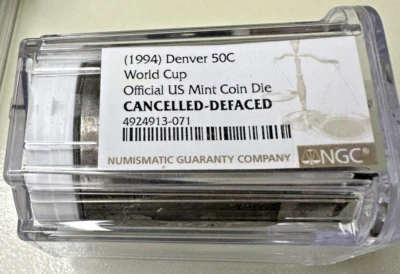 (1994) Denver 50C
World Cup
Official US Mint Coin Die
CANCELLED-DEFACED
4924913-071
NUMISMATIC GUARANTY COMPANY NGC®